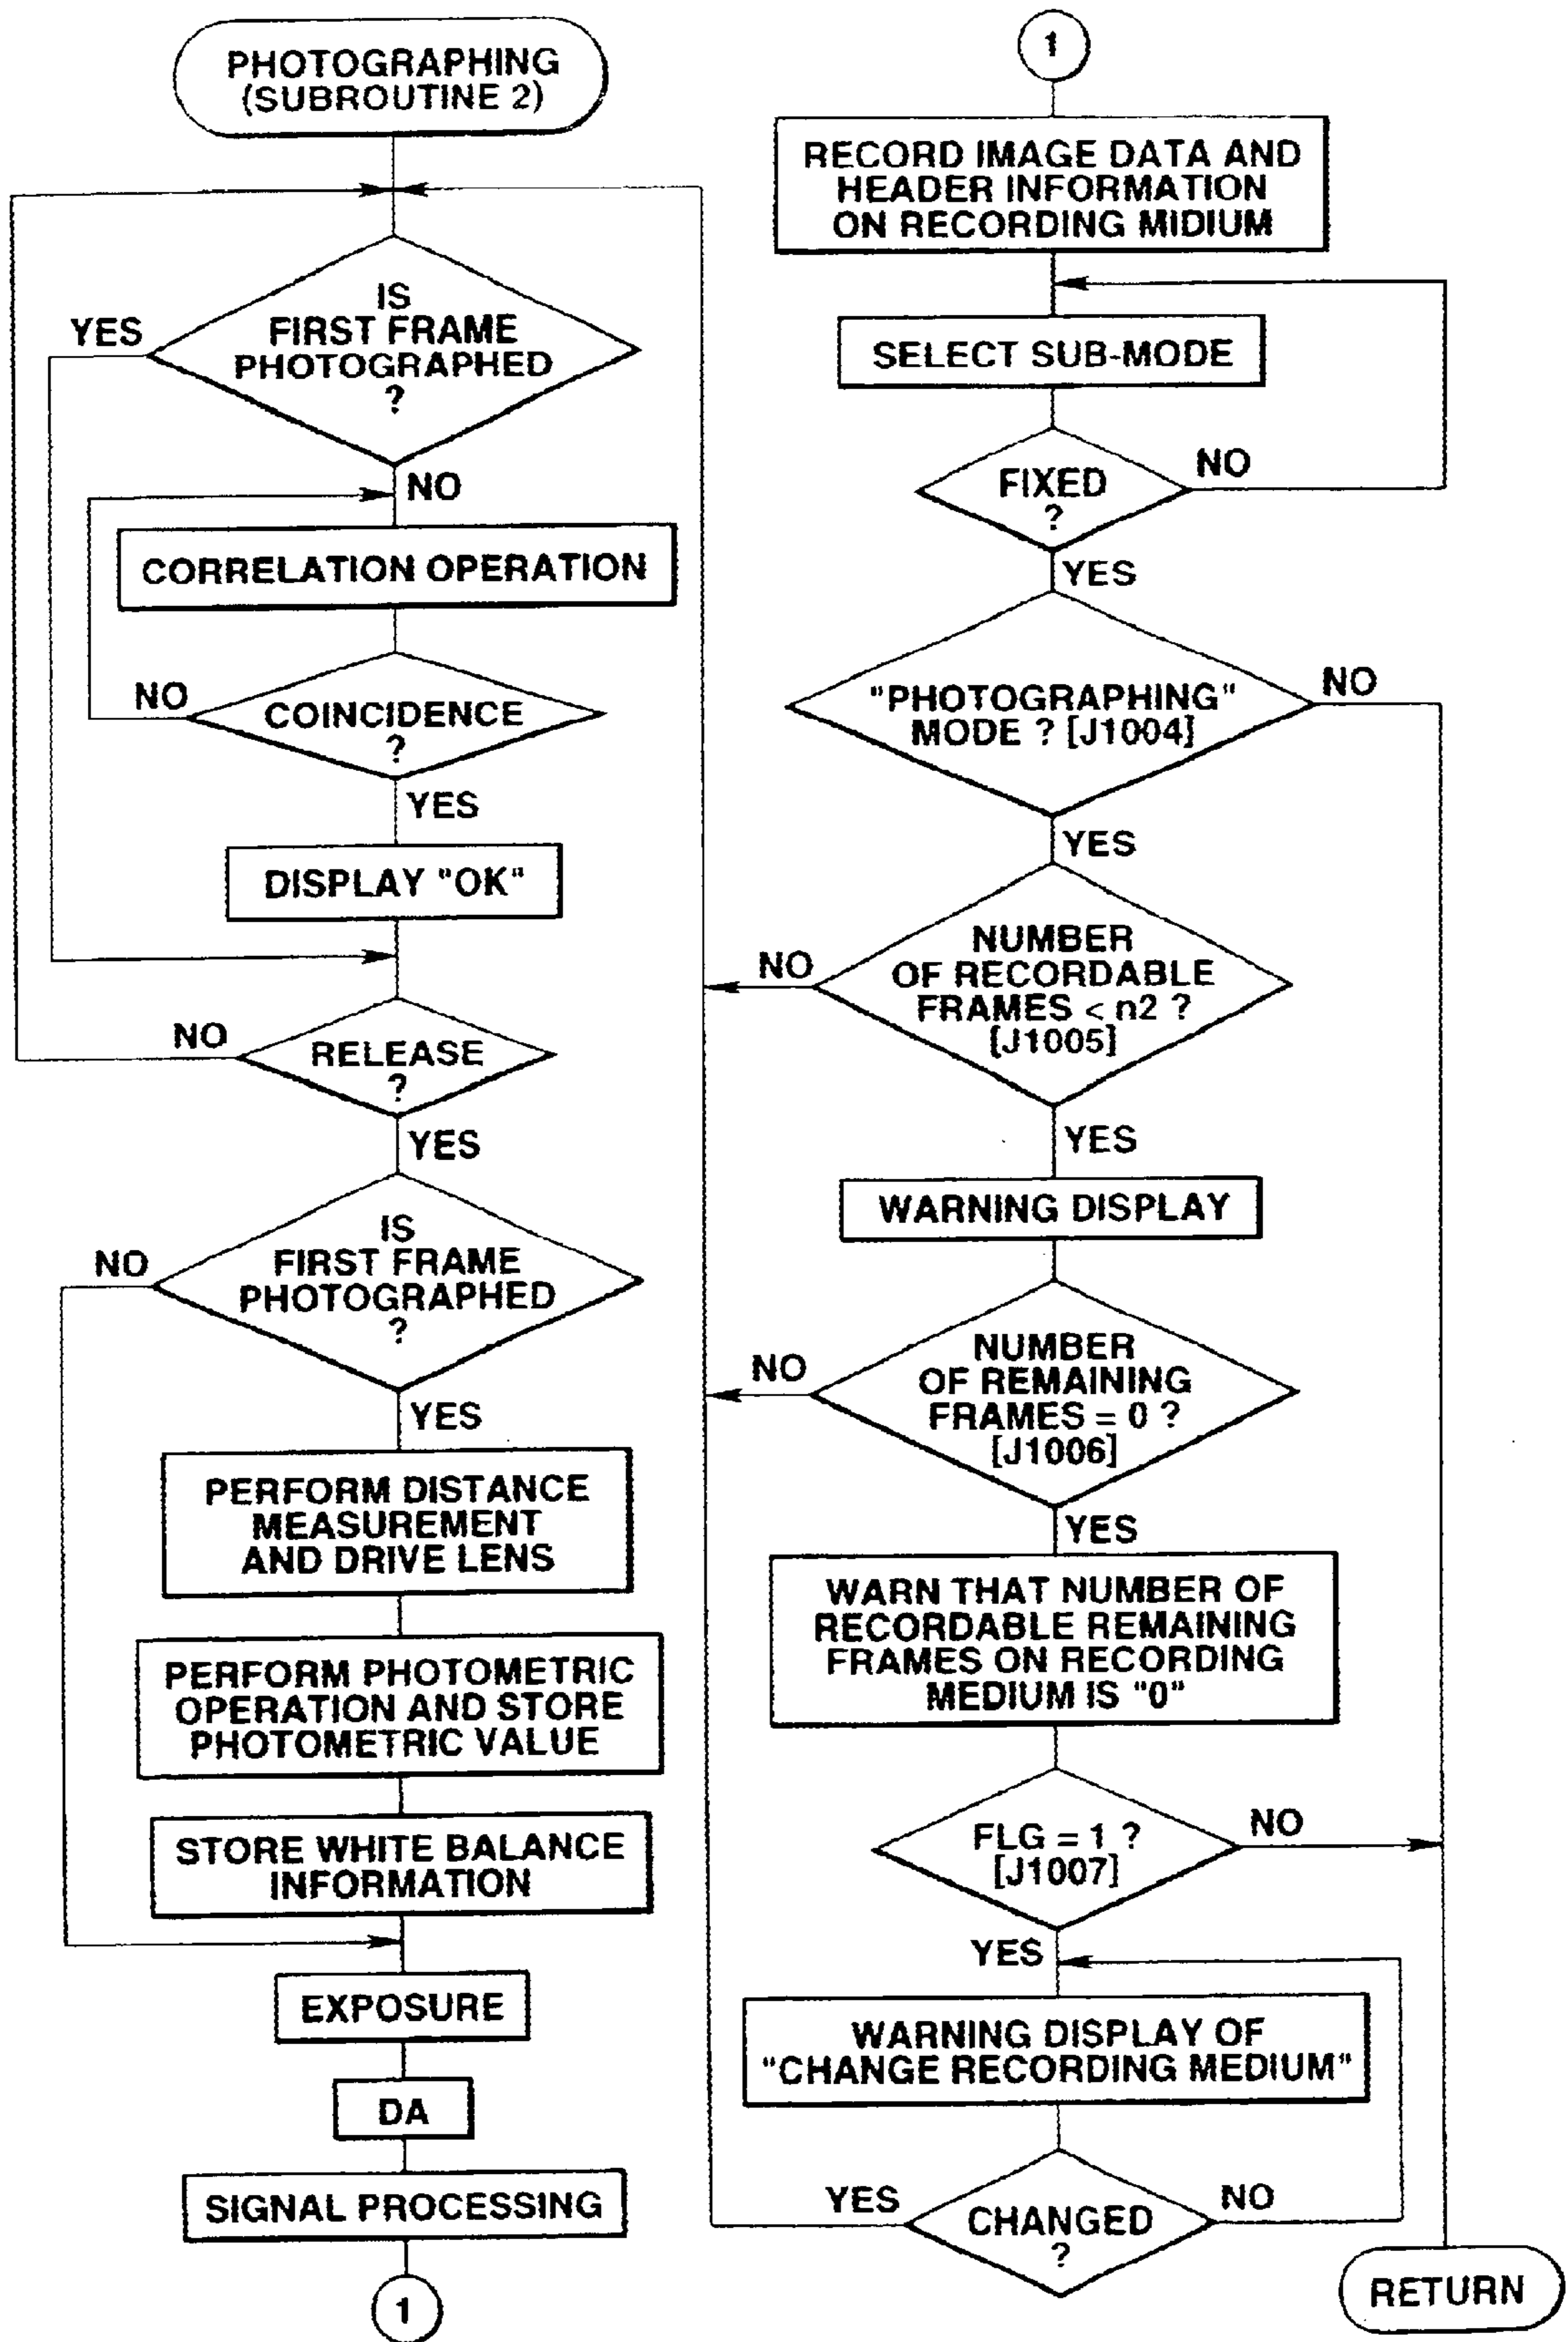 PHOTOGRAPHING
(SUBROUTINE 2)
IS
FIRST FRAME
PHOTOGRAPHED
?
YES
NO
CORRELATION OPERATION
COINCIDENCE
?
NO
YES
DISPLAY "OK"
RELEASE
?
NO
YES
IS
FIRST FRAME
PHOTOGRAPHED
?
NO
YES
PERFORM DISTANCE
MEASUREMENT
AND DRIVE LENS
PERFORM PHOTOMETRIC
OPERATION AND STORE
PHOTOMETRIC VALUE
STORE WHITE BALANCE
INFORMATION
EXPOSURE
DA
SIGNAL PROCESSING
1
1
RECORD IMAGE DATA AND
HEADER INFORMATION
ON RECORDING MIDIUM
SELECT SUB-MODE
FIXED
?
NO
YES
"PHOTOGRAPHING"
MODE ? [J1004]
NO
YES
NUMBER
OF RECORDABLE
FRAMES < n2 ?
[J1005]
NO
YES
WARNING DISPLAY
NUMBER
OF REMAINING
FRAMES = 0 ?
[J1006]
NO
YES
WARN THAT NUMBER OF
RECORDABLE REMAINING
FRAMES ON RECORDING
MEDIUM IS "0"
FLG = 1 ?
[J1007]
NO
YES
WARNING DISPLAY OF
"CHANGE RECORDING MEDIUM"
CHANGED
?
YES
NO
RETURN